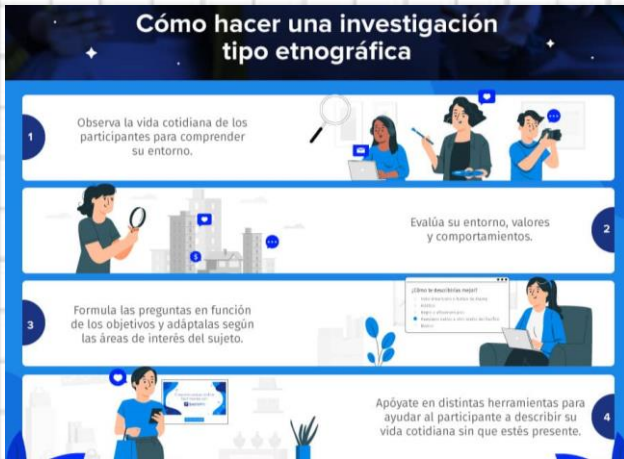 Cómo hacer una investigación
tipo etnográfica
1
Observa la vida cotidiana de los
participantes para comprender
su entorno.
Evalúa su entorno, valores
y comportamientos.
2
3
Formula las preguntas en función
de los objetivos y adáptalas según
las áreas de interés del sujeto.
¿Cómo te describirías mejor?
Apóyate en distintas herramientas para
ayudar al participante a describir su
vida cotidiana sin que estés presente.
4